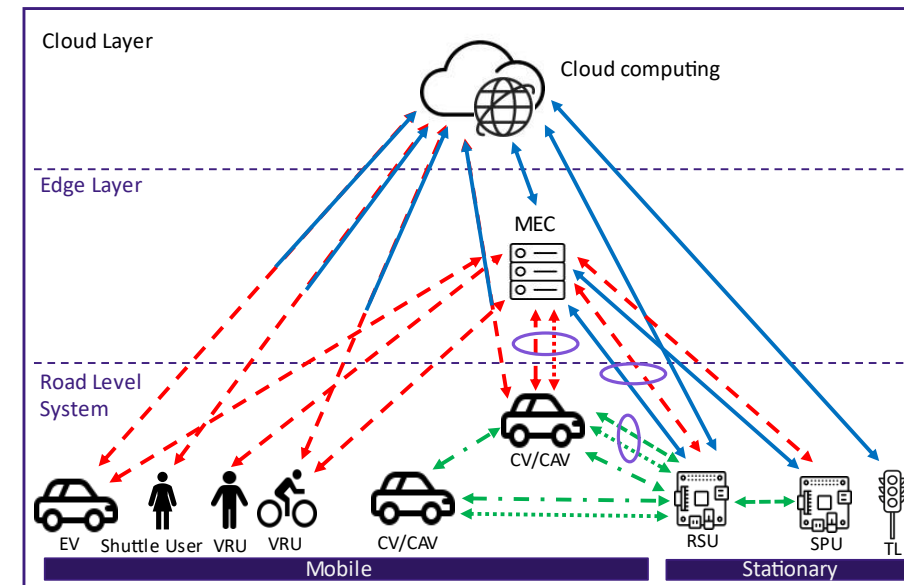 Cloud Layer
Cloud computing
Edge Layer
MEC
Road Level
System
CV/CAV
EV
Shuttle User
VRU
VRU
CV/CAV
RSU
SPU
TL
Mobile
Stationary